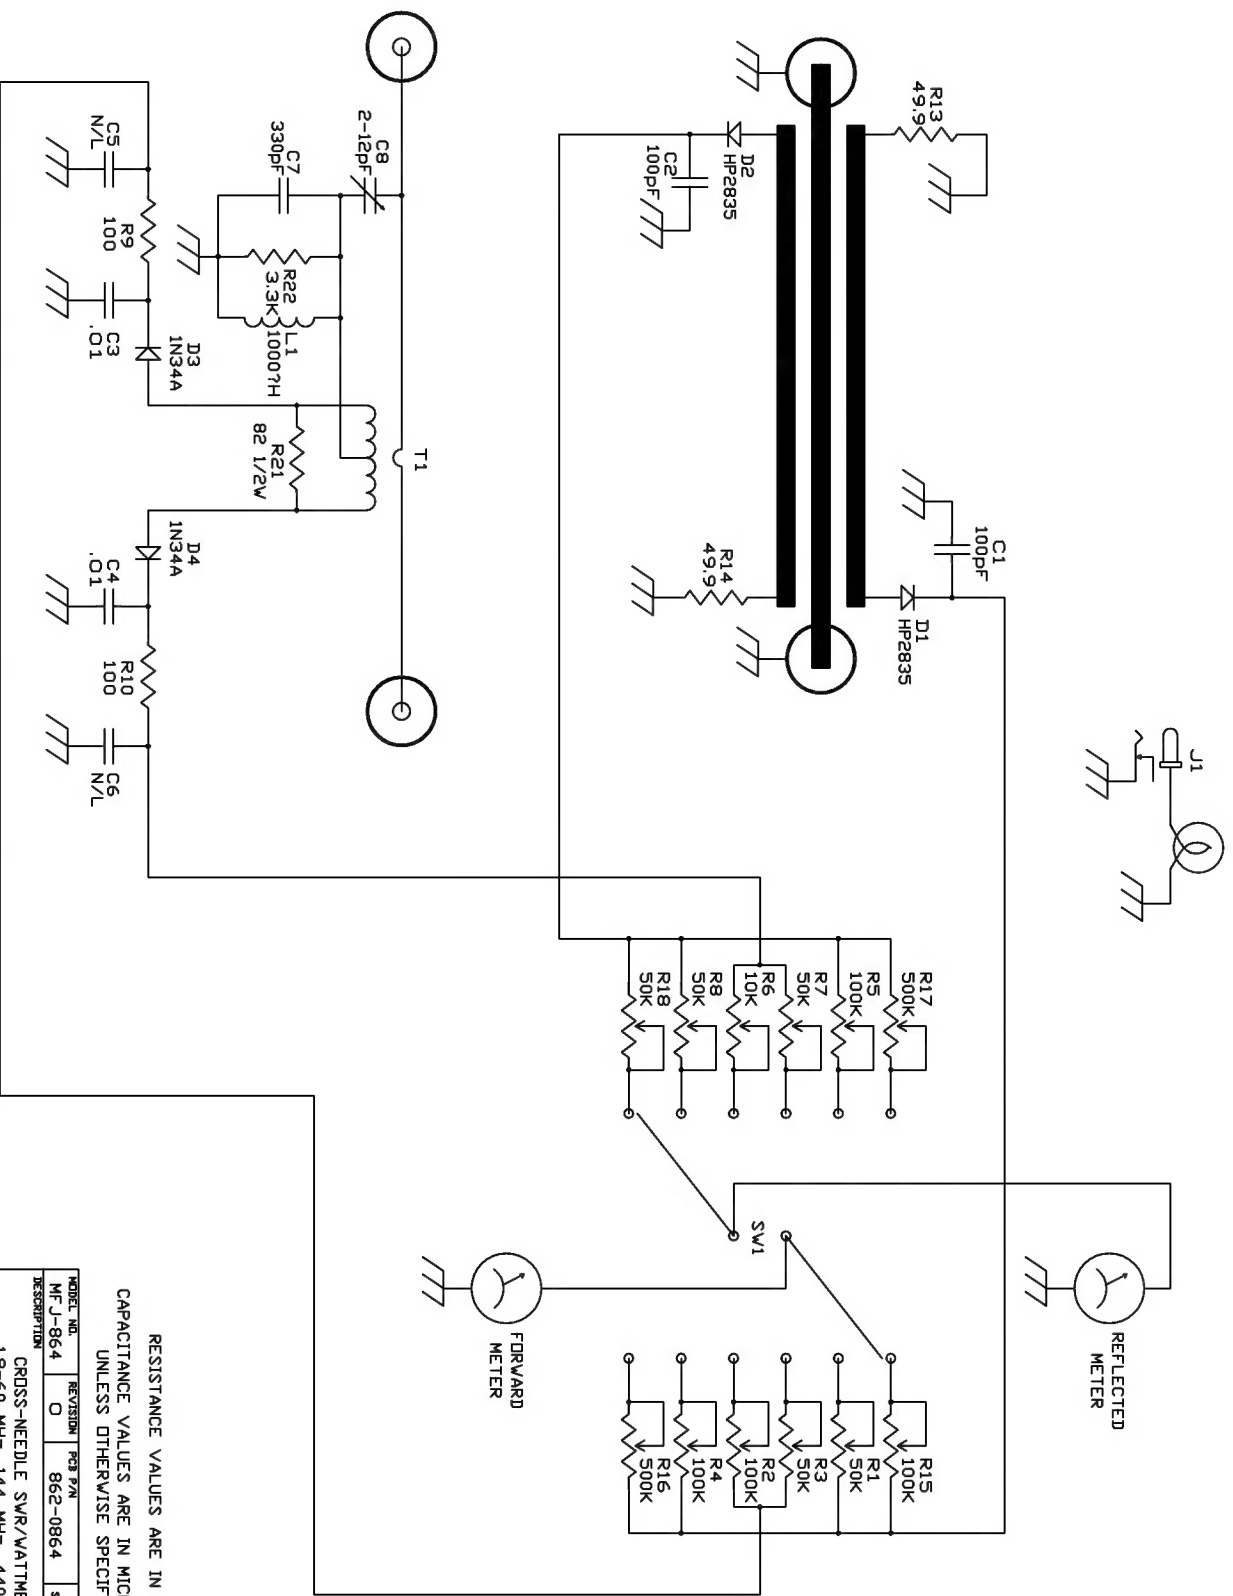 J1
R13
49.9
C1
100pF
D1
HP2835
D2
HP2835
C2
100pF
R14
49.9
T1
C8
2-12pF
C7
330pF
R22
3.3K
L1
1000?H
R21
82 1/2W
D3
1N34A
D4
1N34A
C5
N/L
R9
100
C3
.01
C4
.01
R10
100
C6
N/L
R17
500K
R5
100K
R7
50K
R6
10K
R8
50K
R18
50K
SW1
REFLECTED
METER
FORWARD
METER
R15
100K
R1
50K
R3
50K
R2
100K
R4
100K
R16
500K
RESISTANCE VALUES ARE IN
CAPACITANCE VALUES ARE IN MIC
UNLESS OTHERWISE SPECIF
MODEL NO. REVISION PCB P/N S
MFJ-864 0 862-0864
DESCRIPTION
CROSS-NEEDLE SWR/WATTME